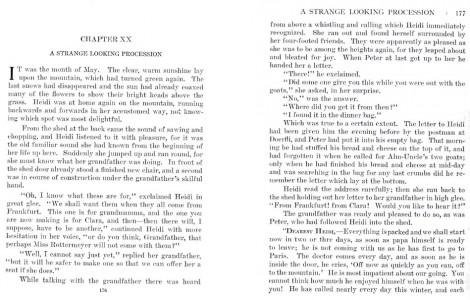 CHAPTER XX
A STRANGE LOOKING PROCESSION
IT was the month of May. The clear, warm sunshine lay
upon the mountain, which had turned green again. The
last snows had disappeared and the sun had already coaxed
many of the flowers to show their bright heads above the
grass. Heidi was at home again on the mountain, running
backwards and forwards in her accustomed way, not know-
ing which spot was most delightful.
From the shed at the back came the sound of sawing and
chopping, and Heidi listened to it with pleasure, for it was
the old familiar sound she had known from the beginning of
her life up here. Suddenly she jumped up and ran round, for
she must know what her grandfather was doing. In front of
the shed door already stood a finished new chair, and a second
was in course of construction under the grandfather's skilful
hand.
"Oh, I know what these are for," exclaimed Heidi in
great glee. "We shall want them when they come from
Frankfurt. This one is for grandmamma, and the one you
are now making is for Clara, and then—then there will, I
suppose, have to be another," continued Heidi with more
hesitation in her voice, "or do you think, Grandfather, that
perhaps Miss Rottermeyer will not come with them?"
"Well, I cannot say just yet," replied her grandfather,
"but it will be safer to make one so that we can offer her a
seat if she does."
While talking with the grandfather there was heard
176
A STRANGE LOOKING PROCESSION 177
from above a whistling and calling which Heidi immediately
recognized. She ran out and found herself surrounded by
her four-footed friends. They were apparently as pleased as
she was to be among the heights again, for they leaped about
and bleated for joy. When Peter at last got up to her he
handed her a letter.
"There!" he exclaimed.
"Did some one give you this while you were out with the
goats," she asked, in her surprise.
"No," was the answer.
"Where did you get it from then?"
"I found it in the dinner bag."
Which was true to a certain extent. The letter to Heidi
had been given him the evening before by the postman at
Doerfli, and Peter had put it into his empty bag. That morn-
ing he had stuffed his bread and cheese on the top of it, and
had forgotten it when he called for Alm-Uncle's two goats;
only when he had finished his bread and cheese at mid-day
and was searching in the bag for any last crumbs did he re-
member the letter which lay at the bottom.
Heidi read the address carefully; then she ran back to the
shed holding out her letter to her grandfather in high glee.
"From Frankfurt! from Clara! Would you like to hear it?"
The grandfather was ready and pleased to do so, as was
Peter, who had followed Heidi into the shed.
"DEAREST HEIDI,—Everything is packed and we shall start
now in two or three days, as soon as papa himself is ready
to leave; he is not coming with us as he has first to go to
Paris. The doctor comes every day, and as soon as he is
inside the door, he cries, 'Off now as quickly as you can, off
to the mountain.' He is most impatient about our going. You
cannot think how much he enjoyed himself when he was with
you! He has called nearly every day this winter, and each